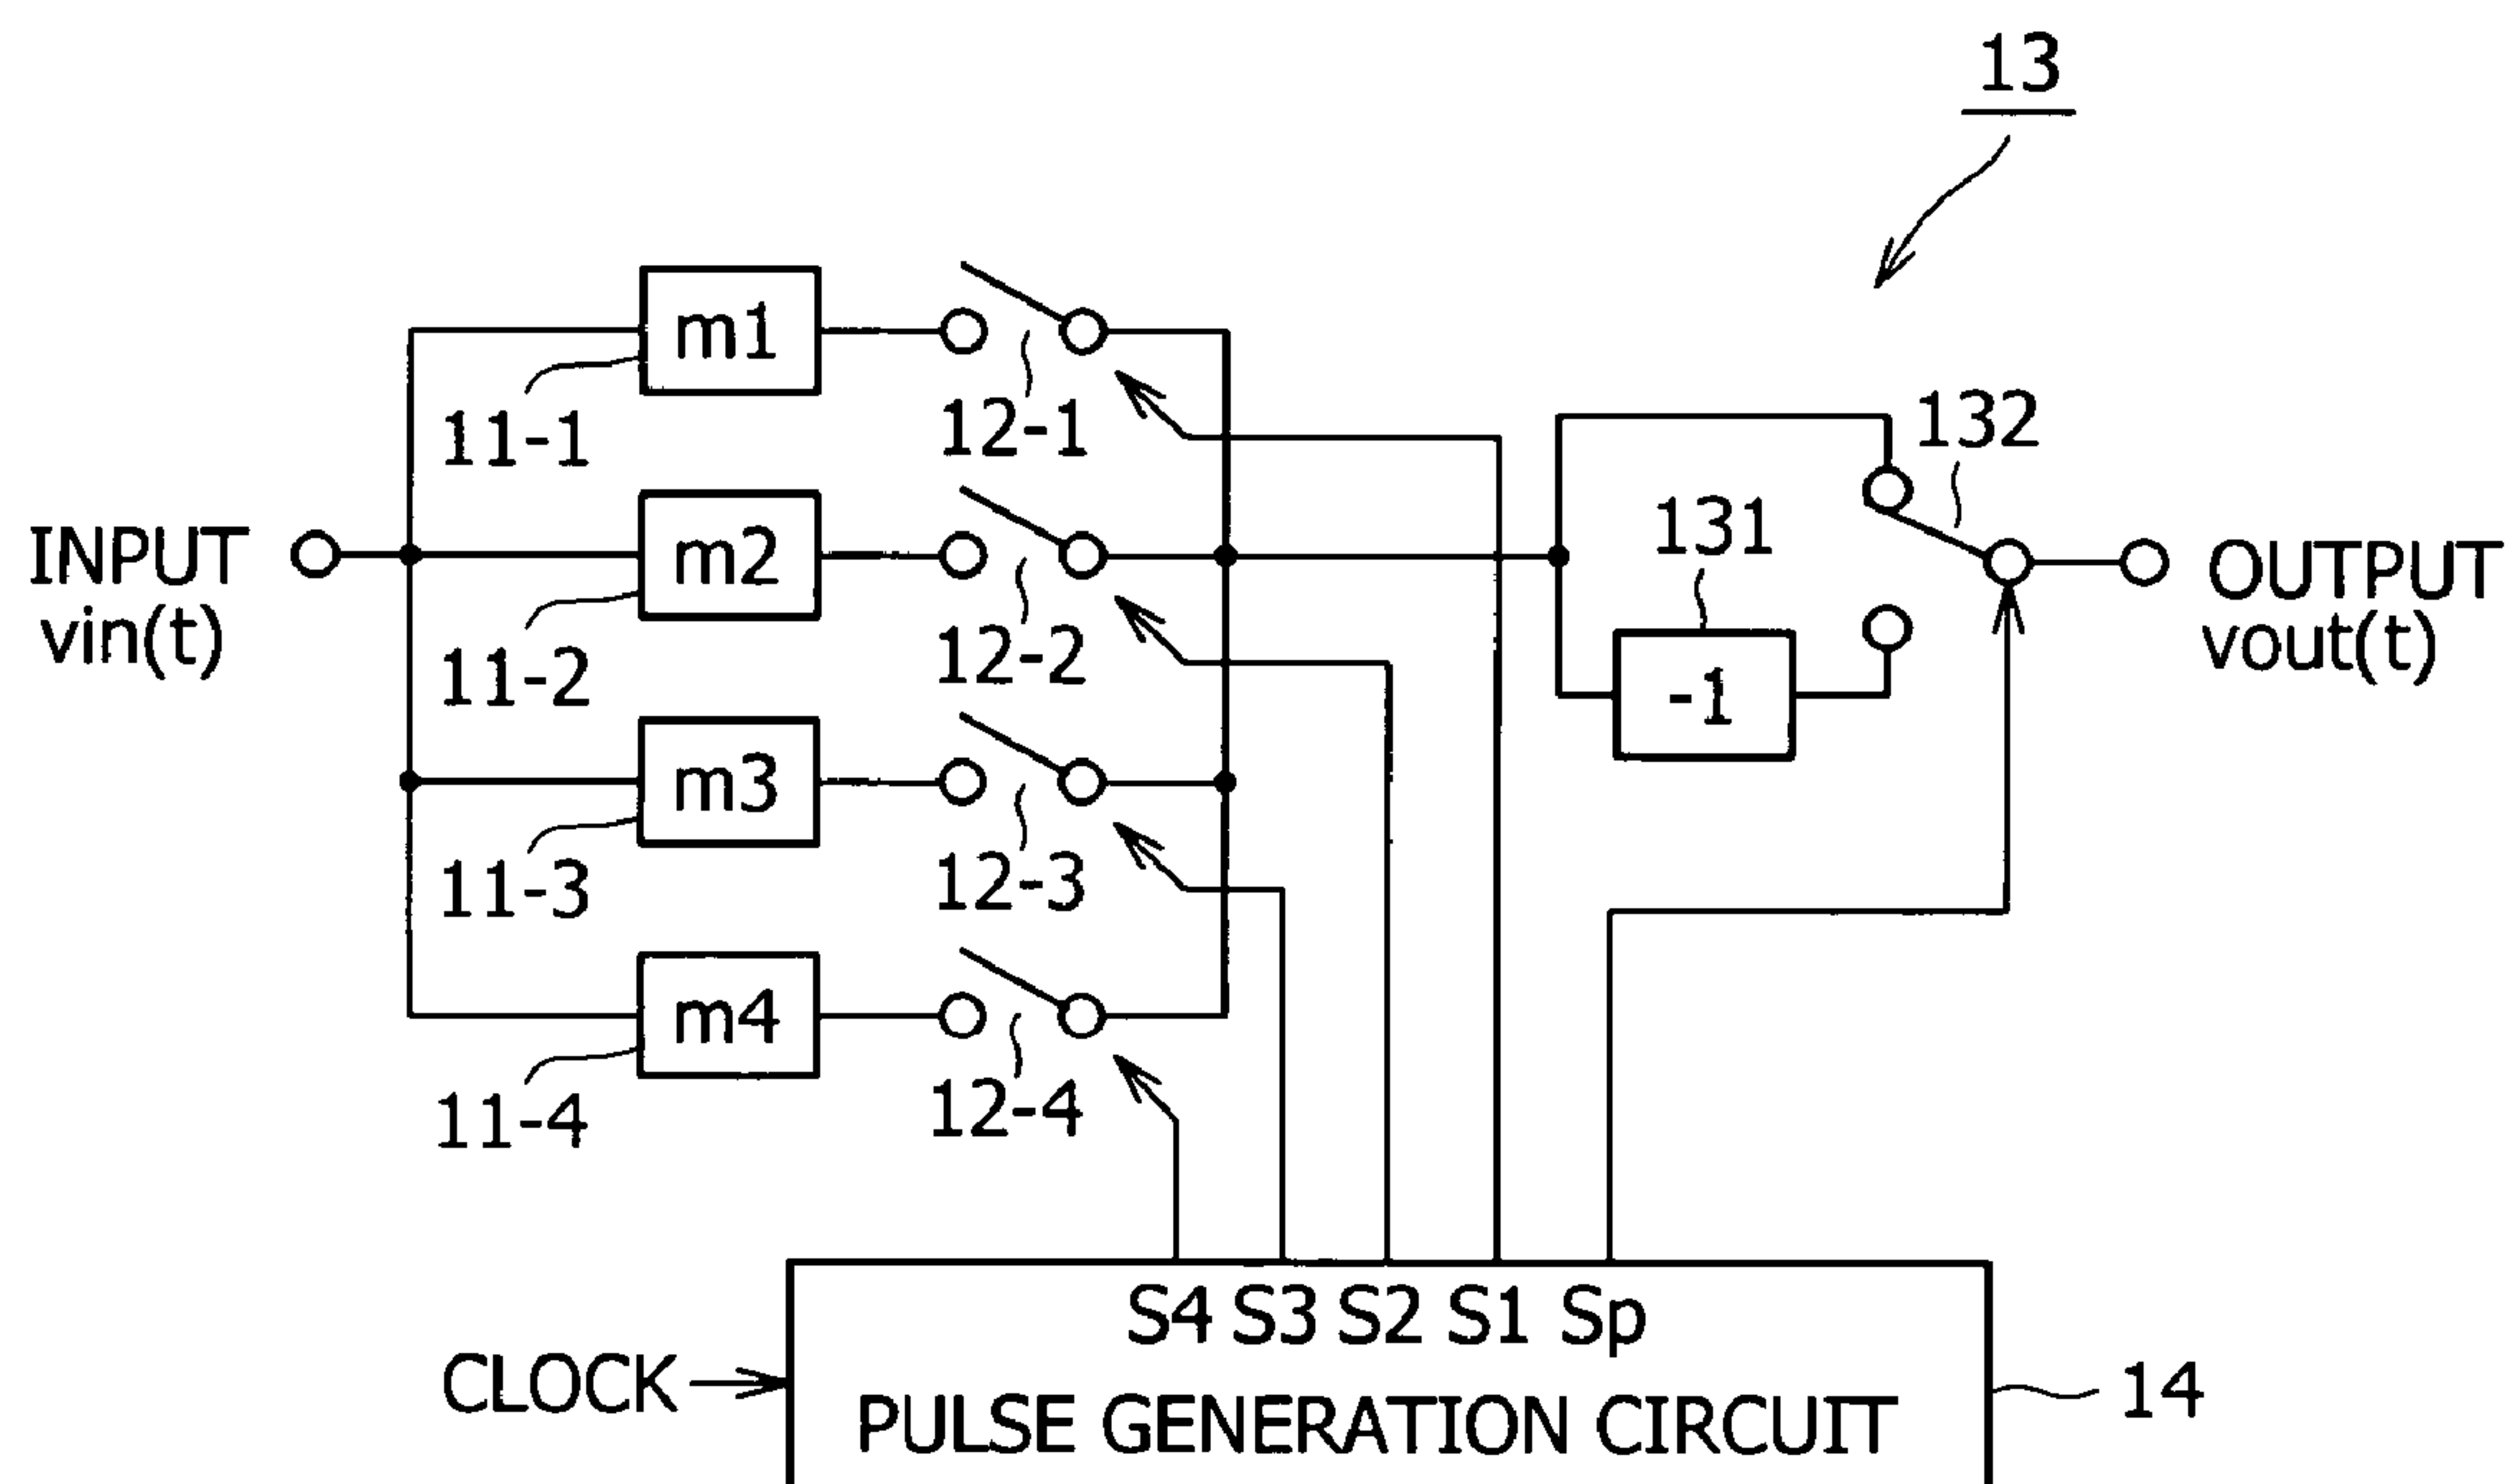 13
m1
11-1
12-1
132
INPUT
vin(t)
m2
11-2
12-2
131
-1
OUTPUT
vout(t)
m3
11-3
12-3
m4
11-4
12-4
S4 S3 S2 S1 Sp
CLOCK
PULSE GENERATION CIRCUIT
14